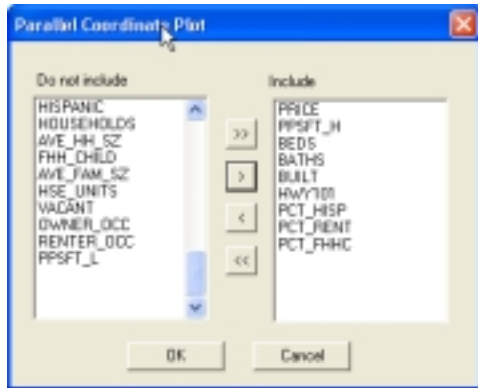 Parallel Coordinate Plot
Do not include
HISPANIC
HOUSEHOLDS
AVE_HH_SZ
FHH_CHILD
AVE_FAM_SZ
HSE_UNITS
VACANT
OWNER_OCC
RENTER_OCC
PPSFT_L
>>
>
<
<<
Include
PRICE
PPSFT_H
BEDS
BATHS
BUILT
HWY101
PCT_HISP
PCT_RENT
PCT_FHHC
OK
Cancel